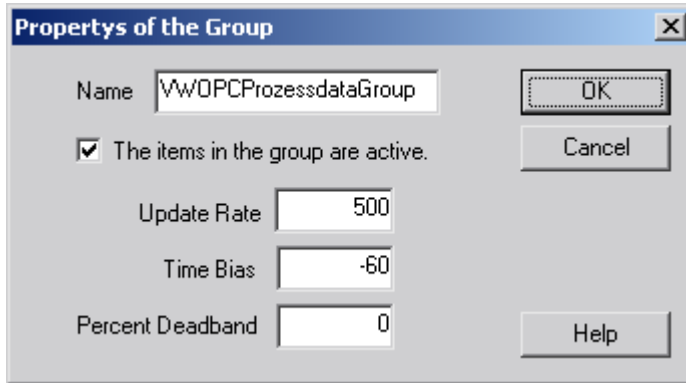 Propertys of the Group
Name VWOPCProzessdataGroup OK
The items in the group are active. Cancel
Update Rate 500
Time Bias -60
Percent Deadband 0 Help